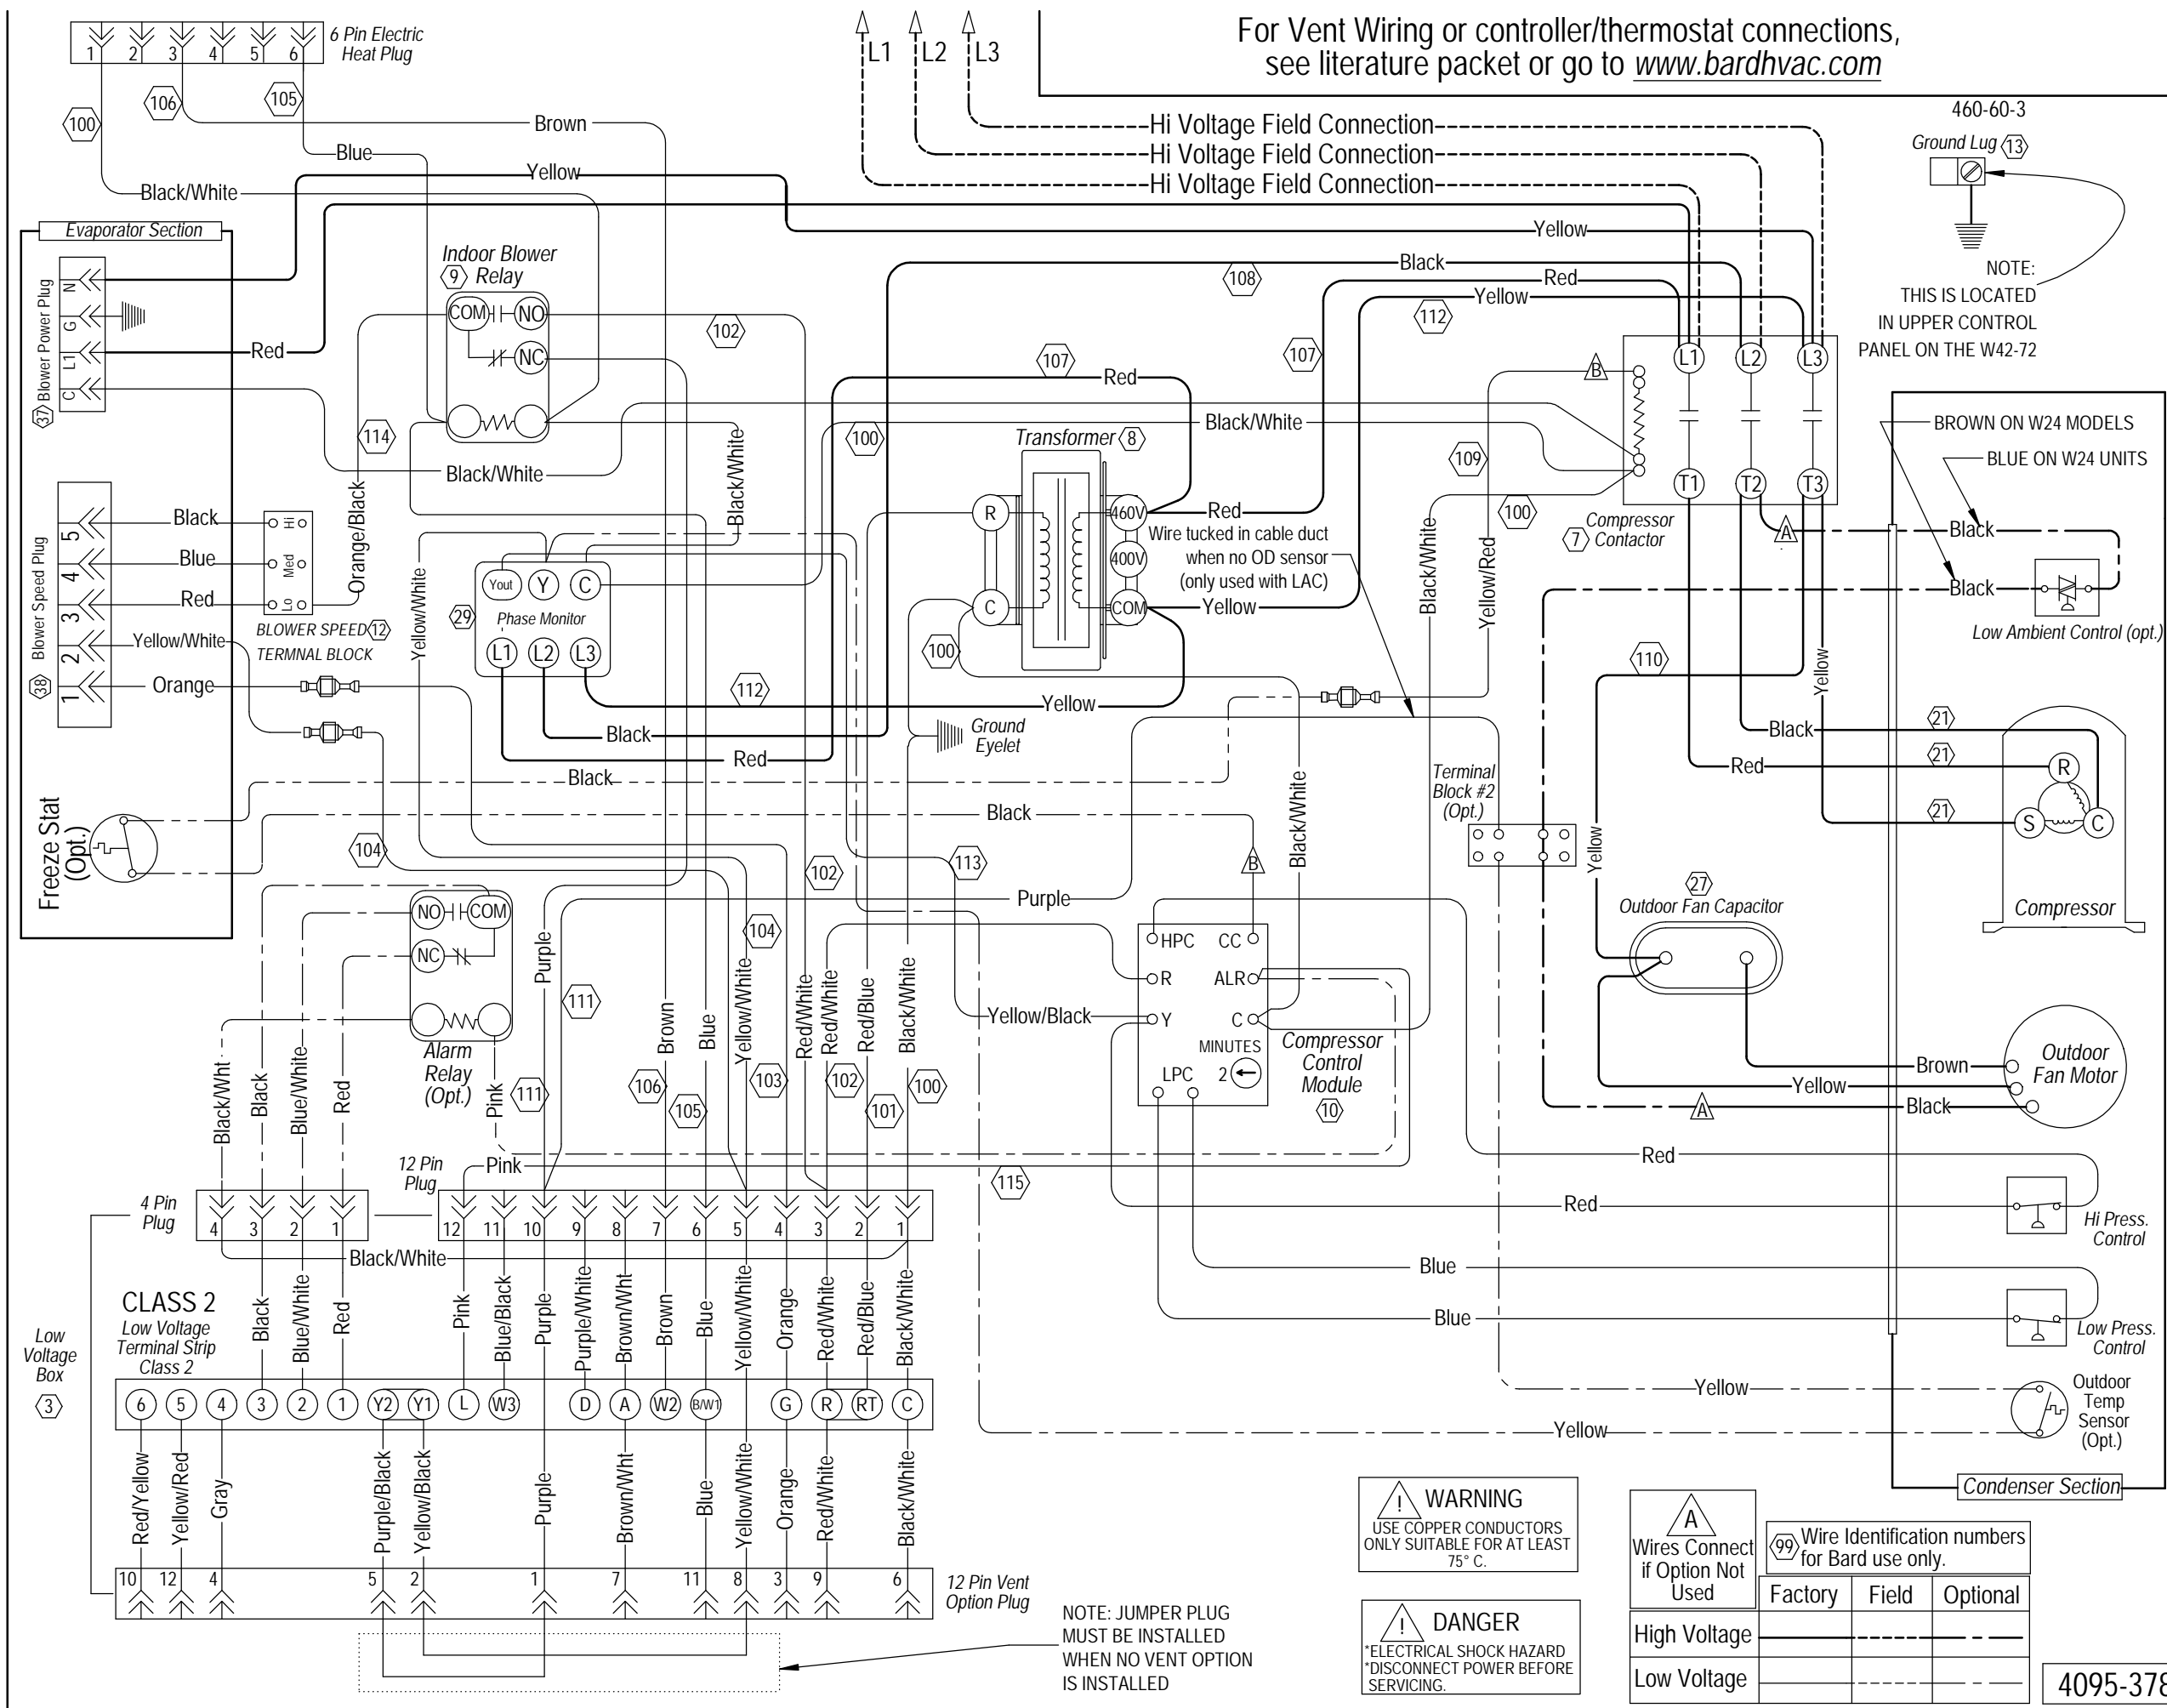 For Vent Wiring or controller/thermostat connections,
see literature packet or go to www.bardhvac.com
6 Pin Electric
Heat Plug
1 2 3 4 5 6
100
106
105
L1 L2 L3
Brown
Blue
Yellow
Black/White
Hi Voltage Field Connection
Hi Voltage Field Connection
Hi Voltage Field Connection
460-60-3
Ground Lug 13
NOTE:
THIS IS LOCATED
IN UPPER CONTROL
PANEL ON THE W42-72
Evaporator Section
37 Blower Power Plug
N
G
L1
C
Red
Indoor Blower
9 Relay
COM NO
NC
102
Yellow
Black
108
Red
Yellow
112
107
107
Red
Black/White
100
114
Black/White
Black/White
Orange/Black
Transformer 8
R
C
460V
400V
COM
Red
Wire tucked in cable duct
when no OD sensor
(only used with LAC)
Yellow
B
L1 L2 L3
T1 T2 T3
7 Compressor
Contactor
109
100
Black/White
Yellow/Red
BROWN ON W24 MODELS
BLUE ON W24 UNITS
A
Black
Black
Low Ambient Control (opt.)
38 Blower Speed Plug
5
4
3
2
1
Black
Blue
Red
Yellow/White
Orange
Hi
Med
Lo
BLOWER SPEED 12
TERMNAL BLOCK
Yellow/White
Yout Y C
29 Phase Monitor
L1 L2 L3
100
112
Yellow
Black
Red
Ground
Eyelet
Black
Black
110
Yellow
Black
Red
21
21
21
R
S C
Compressor
Freeze Stat
(Opt.)
104
Terminal
Block #2
(Opt.)
Black/White
Yellow
113
102
B
Purple
27
Outdoor Fan Capacitor
NO COM
NC
Alarm
Relay
(Opt.)
104
111
Purple
Brown
Blue
Yellow/White
Red/White
Red/White
Red/Blue
Black/White
Yellow/Black
HPC CC
R ALR
Y C
MINUTES
LPC 2
Compressor
Control
Module
10
Outdoor
Fan Motor
Brown
Yellow
A Black
Black/Wht
Black
Blue/White
Red
Pink
111
106
105
103
102
101
100
12 Pin
Plug
Pink
115
Red
Red
Hi Press.
Control
4 Pin
Plug
4 3 2 1
12 11 10 9 8 7 6 5 4 3 2 1
Black/White
Blue
Blue
Low Press.
Control
CLASS 2
Low Voltage
Terminal Strip
Class 2
Low
Voltage
Box
3
Black
Blue/White
Red
Pink
Blue/Black
Purple
Purple/White
Brown/Wht
Brown
Blue
Yellow/White
Orange
Red/White
Red/Blue
Black/White
6 5 4 3 2 1 Y2 Y1 L W3 D A W2 B/W1 G R RT C
Yellow
Yellow
Outdoor
Temp
Sensor
(Opt.)
Condenser Section
Red/Yellow
Yellow/Red
Gray
Purple/Black
Yellow/Black
Purple
Brown/Wht
Blue
Yellow/White
Orange
Red/White
Black/White
10 12 4 5 2 1 7 11 8 3 9 6
12 Pin Vent
Option Plug
NOTE: JUMPER PLUG
MUST BE INSTALLED
WHEN NO VENT OPTION
IS INSTALLED
! WARNING
USE COPPER CONDUCTORS
ONLY SUITABLE FOR AT LEAST
75° C.
! DANGER
*ELECTRICAL SHOCK HAZARD
*DISCONNECT POWER BEFORE
SERVICING.
A
Wires Connect
if Option Not
Used
99 Wire Identification numbers
for Bard use only.
Factory Field Optional
High Voltage
Low Voltage
4095-378